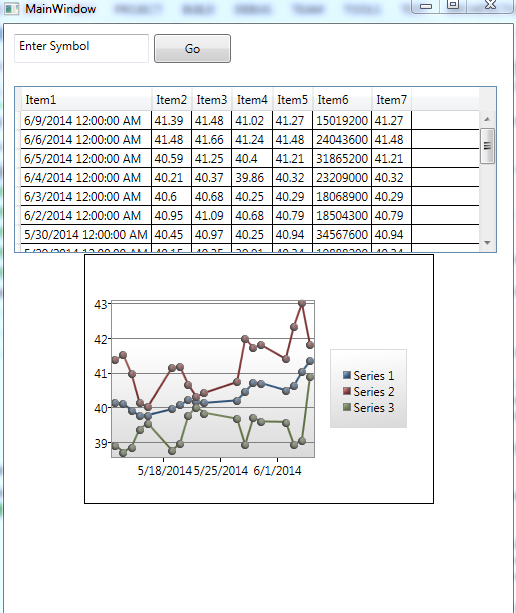 MainWindow PROJECT BUILD DEBUG TEAM TOOLS
Enter Symbol Go
Item1 Item2 Item3 Item4 Item5 Item6 Item7
6/9/2014 12:00:00 AM 41.39 41.48 41.02 41.27 15019200 41.27
6/6/2014 12:00:00 AM 41.48 41.66 41.24 41.48 24043600 41.48
6/5/2014 12:00:00 AM 40.59 41.25 40.4 41.21 31865200 41.21
6/4/2014 12:00:00 AM 40.21 40.37 39.86 40.32 23209000 40.32
6/3/2014 12:00:00 AM 40.6 40.68 40.25 40.29 18068900 40.29
6/2/2014 12:00:00 AM 40.95 41.09 40.68 40.79 18504300 40.79
5/30/2014 12:00:00 AM 40.45 40.97 40.25 40.94 34567600 40.94
43
42
41
40
39
5/18/2014 5/25/2014 6/1/2014
Series 1
Series 2
Series 3